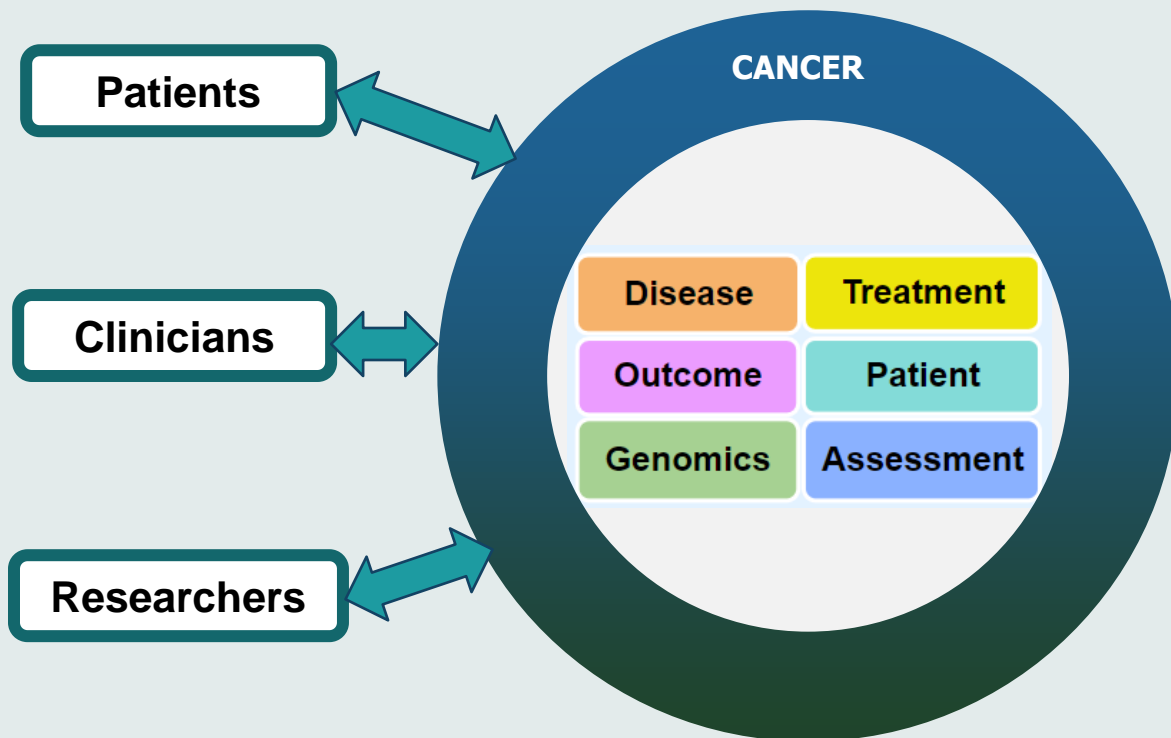 Patients
Clinicians
Researchers
CANCER
Disease
Treatment
Outcome
Patient
Genomics
Assessment